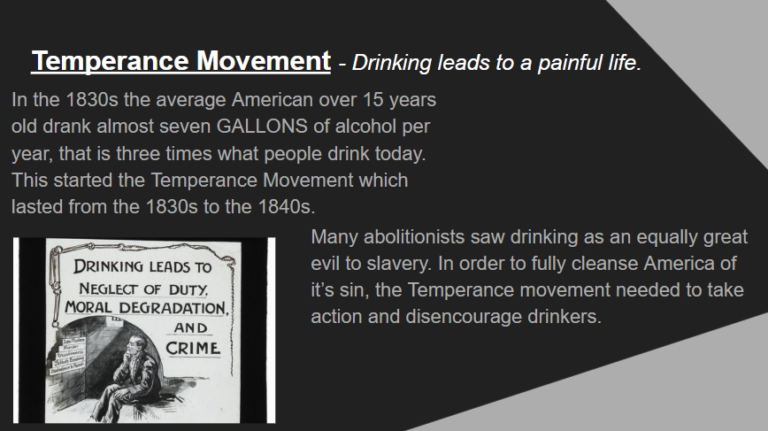 Temperance Movement - Drinking leads to a painful life.
In the 1830s the average American over 15 years
old drank almost seven GALLONS of alcohol per
year, that is three times what people drink today.
This started the Temperance Movement which
lasted from the 1830s to the 1840s.
Many abolitionists saw drinking as an equally great
evil to slavery. In order to fully cleanse America of
it’s sin, the Temperance movement needed to take
action and disencourage drinkers.
DRINKING LEADS TO
NEGLECT OF DUTY,
MORAL DEGRADATION,
AND
CRIME